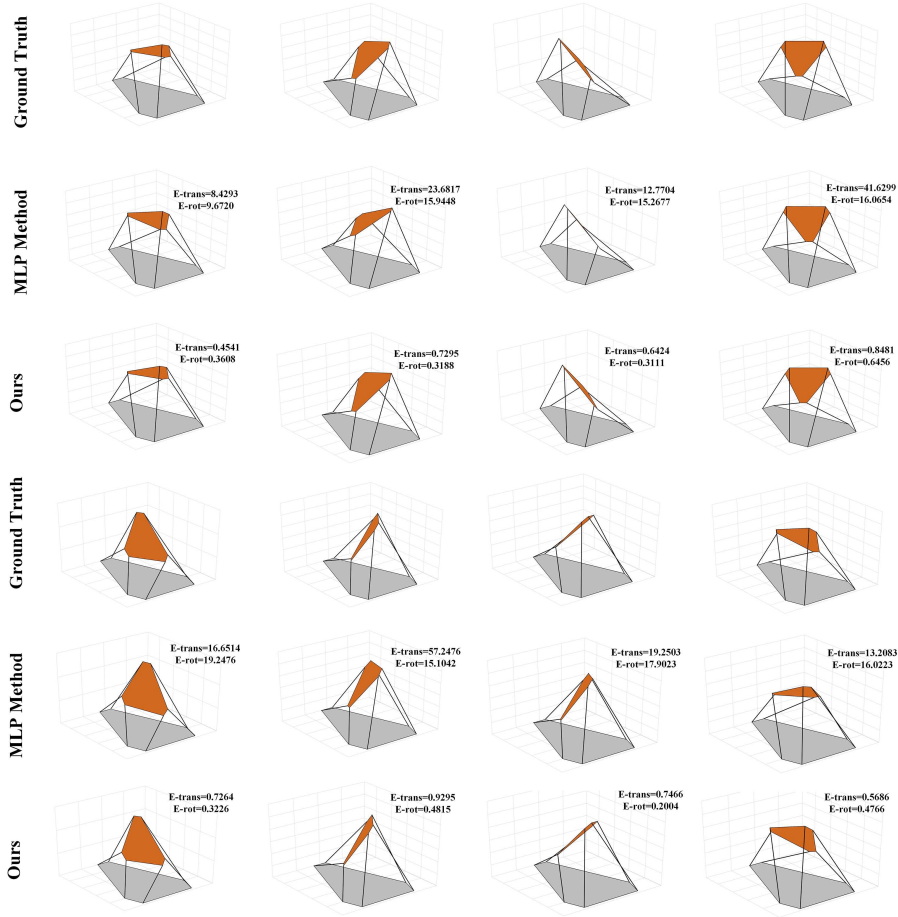 Ground Truth
MLP Method
E-trans=8.4293
E-rot=9.6720
E-trans=23.6817
E-rot=15.9448
E-trans=12.7704
E-rot=15.2677
E-trans=41.6299
E-rot=16.0654
Ours
E-trans=0.4541
E-rot=0.3608
E-trans=0.7295
E-rot=0.3188
E-trans=0.6424
E-rot=0.3111
E-trans=0.8481
E-rot=0.6456
Ground Truth
MLP Method
E-trans=16.6514
E-rot=19.2476
E-trans=57.2476
E-rot=15.1042
E-trans=19.2503
E-rot=17.9023
E-trans=13.2083
E-rot=16.0223
Ours
E-trans=0.7264
E-rot=0.3226
E-trans=0.9295
E-rot=0.4815
E-trans=0.7466
E-rot=0.2004
E-trans=0.5686
E-rot=0.4766